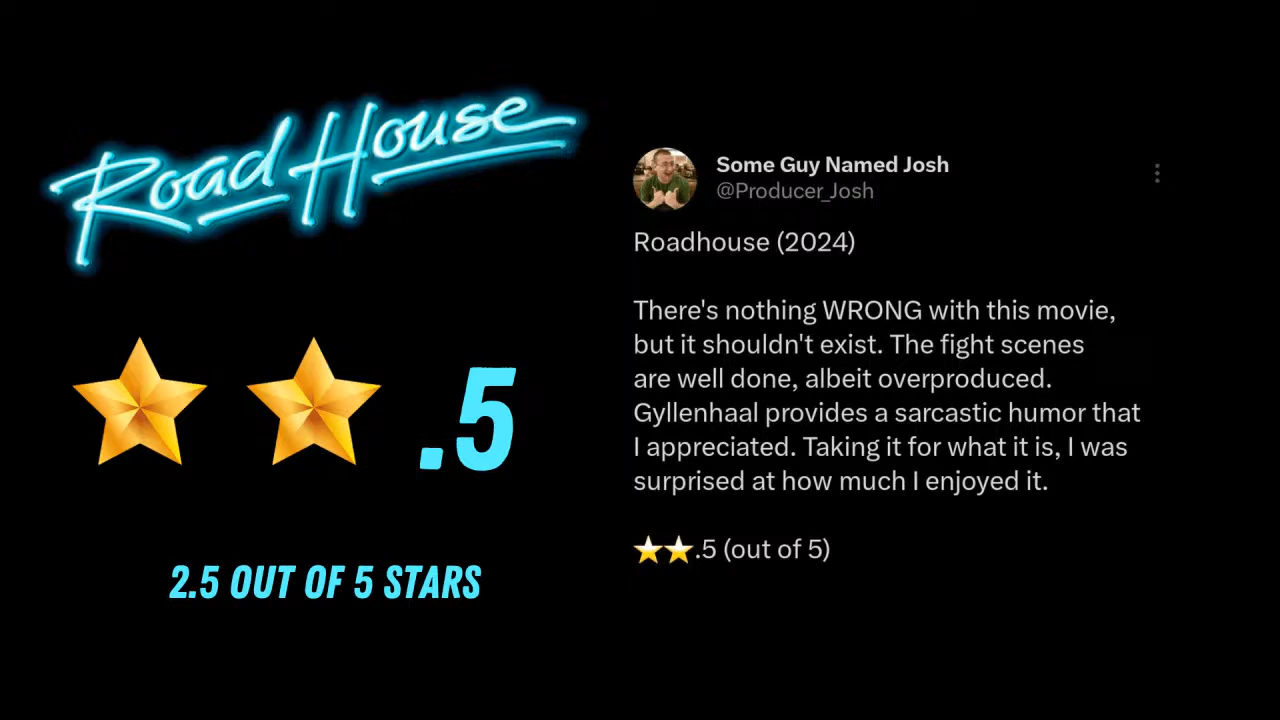 Road House
.5
2.5 OUT OF 5 STARS
Some Guy Named Josh
@Producer_Josh
Roadhouse (2024)
There's nothing WRONG with this movie,
but it shouldn't exist. The fight scenes
are well done, albeit overproduced.
Gyllenhaal provides a sarcastic humor that
I appreciated. Taking it for what it is, I was
surprised at how much I enjoyed it.
⭐⭐.5 (out of 5)